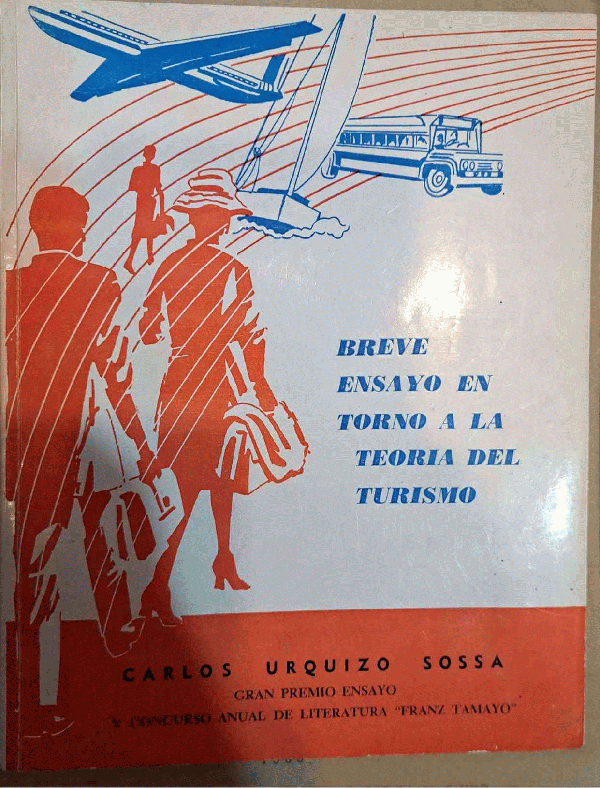 BREVE
ENSAYO EN
TORNO A LA
TEORIA DEL
TURISMO
CARLOS URQUIZO SOSSA
GRAN PREMIO ENSAYO
CONCURSO ANUAL DE LITERATURA "FRANZ TAMAYO"